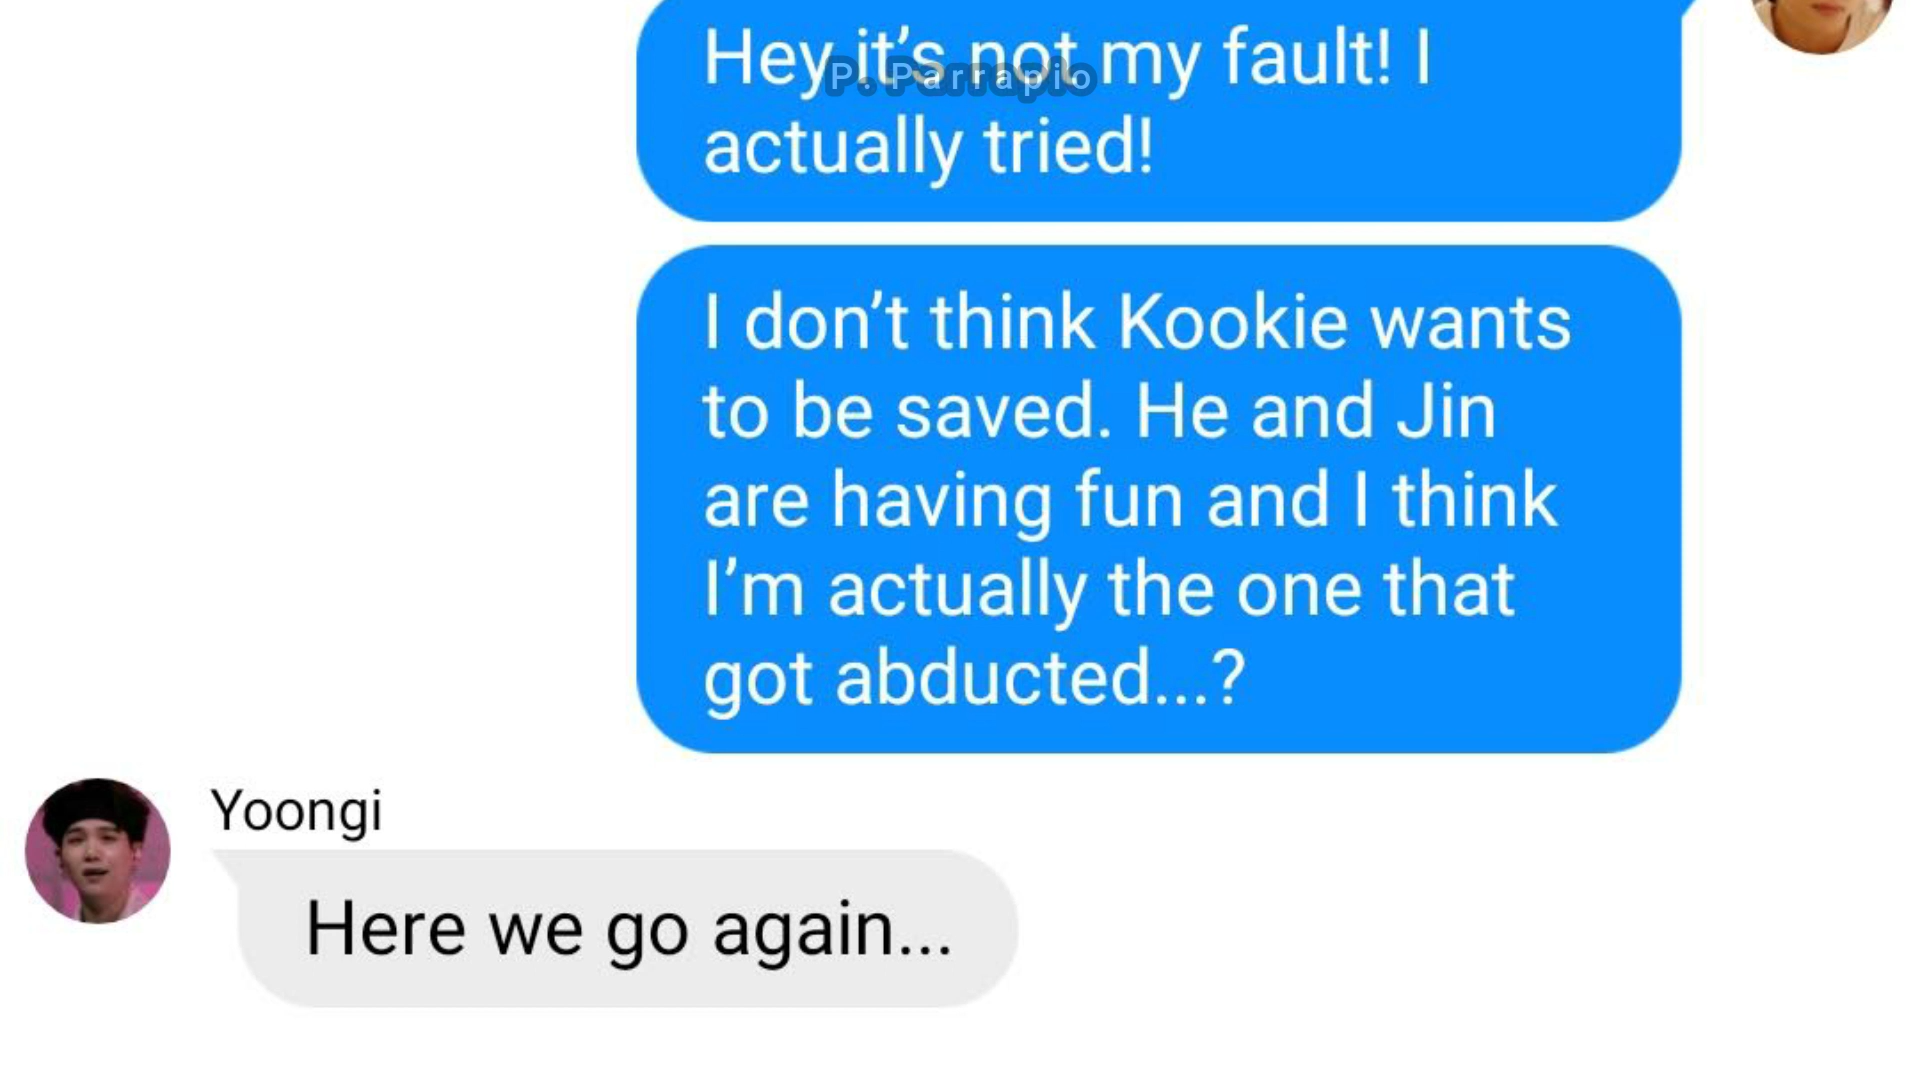 Hey it’s not my fault! I
P. Parrapio
actually tried!
I don’t think Kookie wants
to be saved. He and Jin
are having fun and I think
I’m actually the one that
got abducted...?
Yoongi
Here we go again...